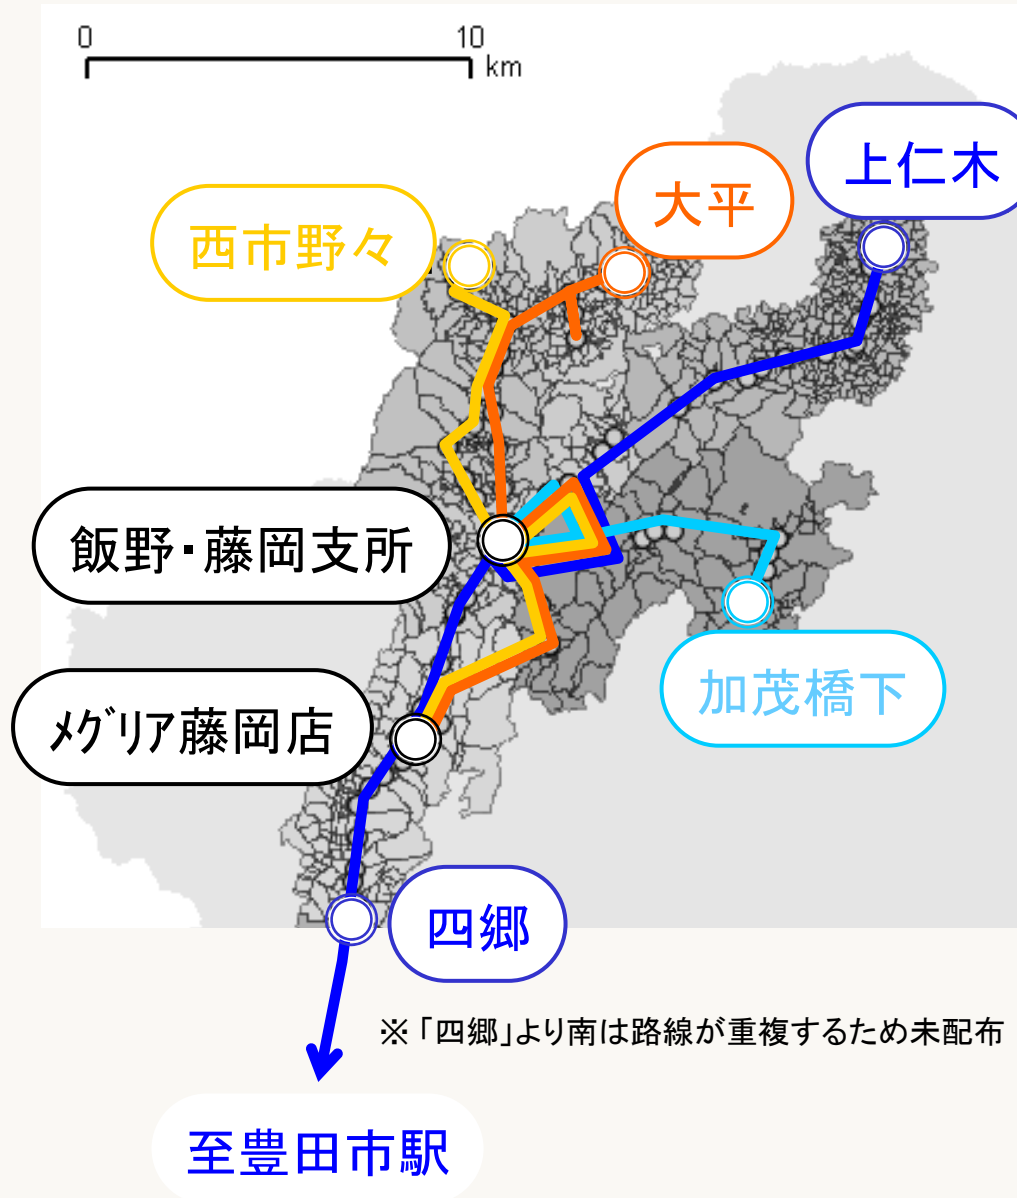 0 10
km
上仁木
大平
西市野々
飯野・藤岡支所
加茂橋下
ﾒｸﾞﾘｱ藤岡店
四郷
※「四郷」より南は路線が重複するため未配布
至豊田市駅